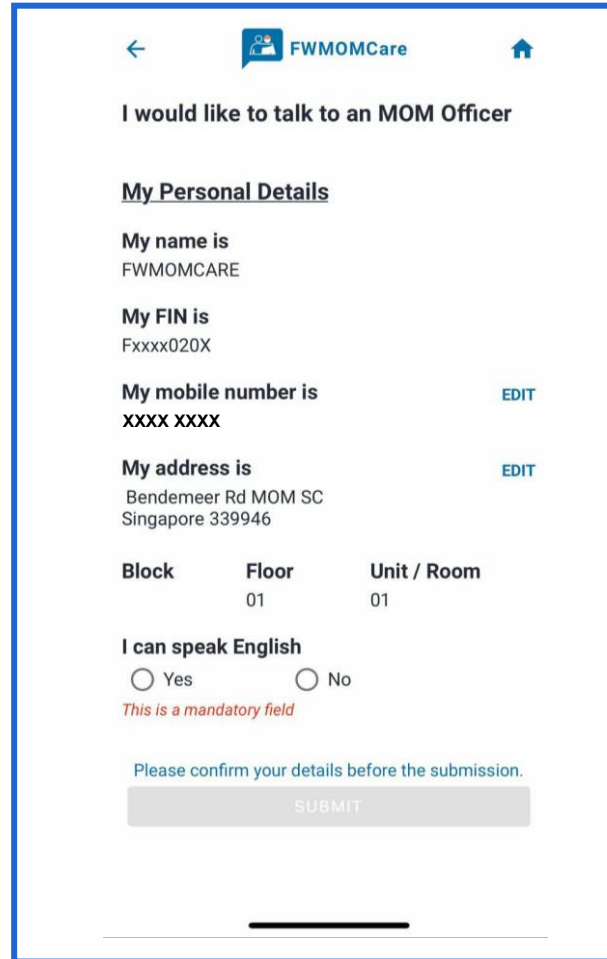 FWMOMCare
I would like to talk to an MOM Officer
My Personal Details
My name is
FWMOMCARE
My FIN is
Fxxxx020X
My mobile number is EDIT
XXXX XXXX
My address is EDIT
Bendemeer Rd MOM SC
Singapore 339946
Block Floor Unit / Room
01 01
I can speak English
Yes No
This is a mandatory field
Please confirm your details before the submission.
SUBMIT